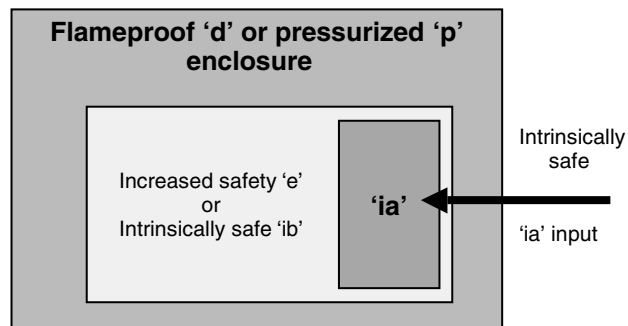 Flameproof ‘d’ or pressurized ‘p’
enclosure
Increased safety ‘e’
or
Intrinsically safe ‘ib’
‘ia’
Intrinsically
safe
‘ia’ input